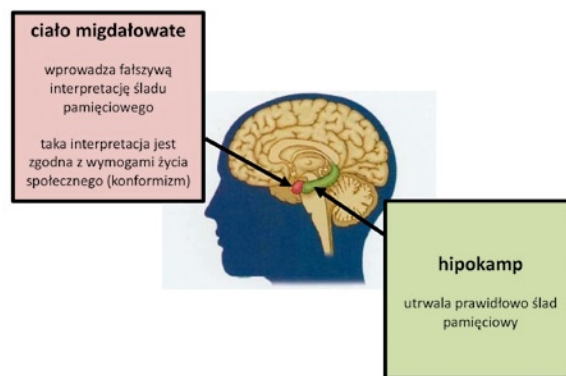 ciało migdałowate
wprowadza fałszywą
interpretację śladu
pamięciowego
taka interpretacja jest
zgodna z wymogami życia
społecznego (konformizm)
hipokamp
utrwala prawidłowo ślad
pamięciowy